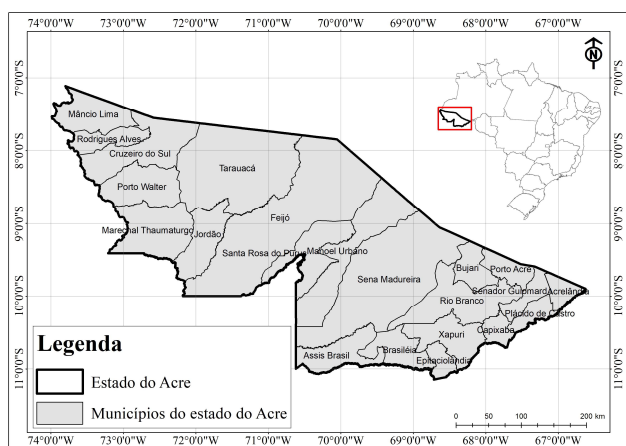 74°0'0"S 73°0'0"S 72°0'0"S 71°0'0"S 70°0'0"S 69°0'0"S 68°0'0"S 67°0'0"S
N
7°0'0"S
7°0'0"S
Mâncio Lima
Rodrigues Alves
Cruzeiro do Sul
8°0'0"S
8°0'0"S
Tarauacá
Porto Walter
Feijó
9°0'0"S
9°0'0"S
Marechal Thaumaturgo
Jordão
Santa Rosa do Purus
Manoel Urbano
Bujari
Porto Acre
Sena Madureira
Senador Guiomard
Acrelândia
10°0'0"S
10°0'0"S
Rio Branco
Plácido de Castro
Capixaba
Xapuri
Brasiléia
Assis Brasil
Epitaciolândia
11°0'0"S
11°0'0"S
Legenda
Estado do Acre
Municípios do estado do Acre
0 50 100 200 km
74°0'0"S 73°0'0"S 72°0'0"S 71°0'0"S 70°0'0"S 69°0'0"S 68°0'0"S 67°0'0"S